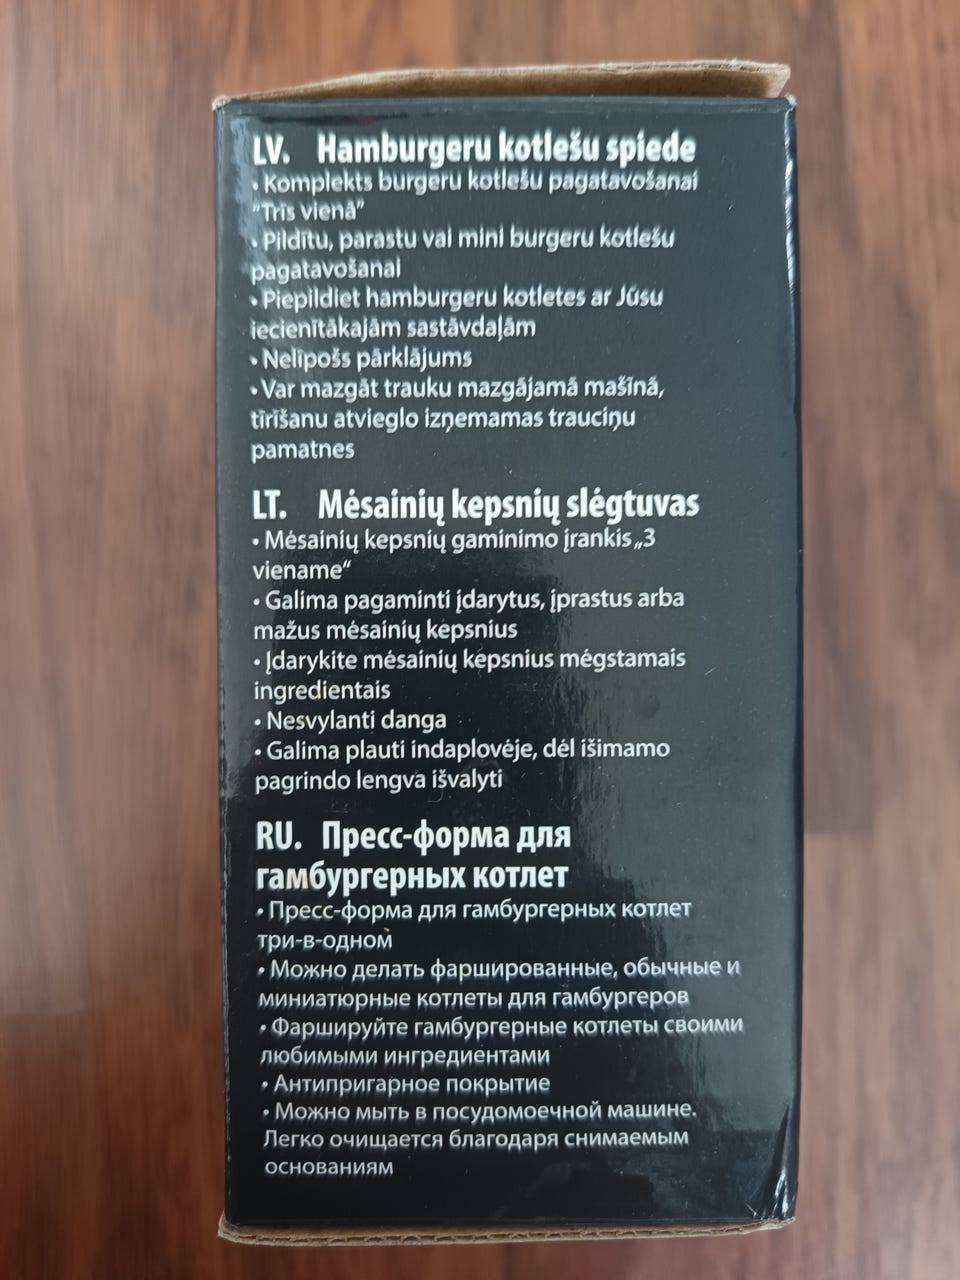 LV. Hamburgeru kotlešu spiede
• Komplekts burgeru kotlešu pagatavošanai
"Trīs vienā"
• Pildītu, parastu vai mini burgeru kotlešu
pagatavošanai
• Piepildiet hamburgeru kotletes ar Jūsu
iecienītākajām sastāvdaļām
• Nelīpošs pārklājums
• Var mazgāt trauku mazgājamā mašīnā,
tīrīšanu atvieglo izņemamas trauciņu
pamatnes
LT. Mėsainių kepsnių slėgtuvas
• Mėsainių kepsnių gaminimo įrankis „3
viename“
• Galima pagaminti įdarytus, įprastus arba
mažus mėsainių kepsnius
• Įdarykite mėsainių kepsnius mėgstamais
ingredientais
• Nesvylanti danga
• Galima plauti indaplovėje, dėl išimamo
pagrindo lengva išvalyti
RU. Пресс-форма для
гамбургерных котлет
• Пресс-форма для гамбургерных котлет
три-в-одном
• Можно делать фаршированные, обычные и
миниатюрные котлеты для гамбургеров
• Фаршируйте гамбургерные котлеты своими
любимыми ингредиентами
• Антипригарное покрытие
• Можно мыть в посудомоечной машине.
Легко очищается благодаря снимаемым
основаниям